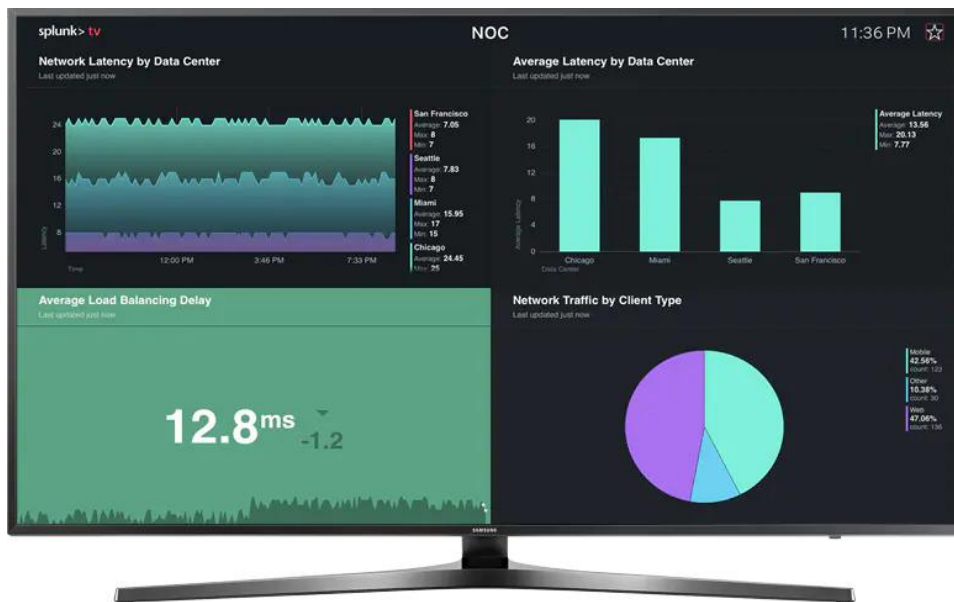 splunk> tv
NOC
11:36 PM
Network Latency by Data Center
Last updated just now
24
20
16
12
8
Latency
Time
12:00 PM
3:46 PM
7:33 PM
San Francisco
Average: 7.05
Max: 8
Min: 7
Seattle
Average: 7.83
Max: 8
Min: 7
Miami
Average: 15.95
Max: 17
Min: 15
Chicago
Average: 24.45
Max: 25
Average Latency by Data Center
Last updated just now
20
16
12
8
4
0
Average Latency
Chicago
Miami
Seattle
San Francisco
Data Center
Average Latency
Average: 13.56
Max: 20.13
Min: 7.77
Average Load Balancing Delay
Last updated just now
12.8ms
-1.2
Network Traffic by Client Type
Last updated just now
Mobile
42.56%
count: 123
Other
10.38%
count: 30
Web
47.06%
count: 136
SAMSUNG